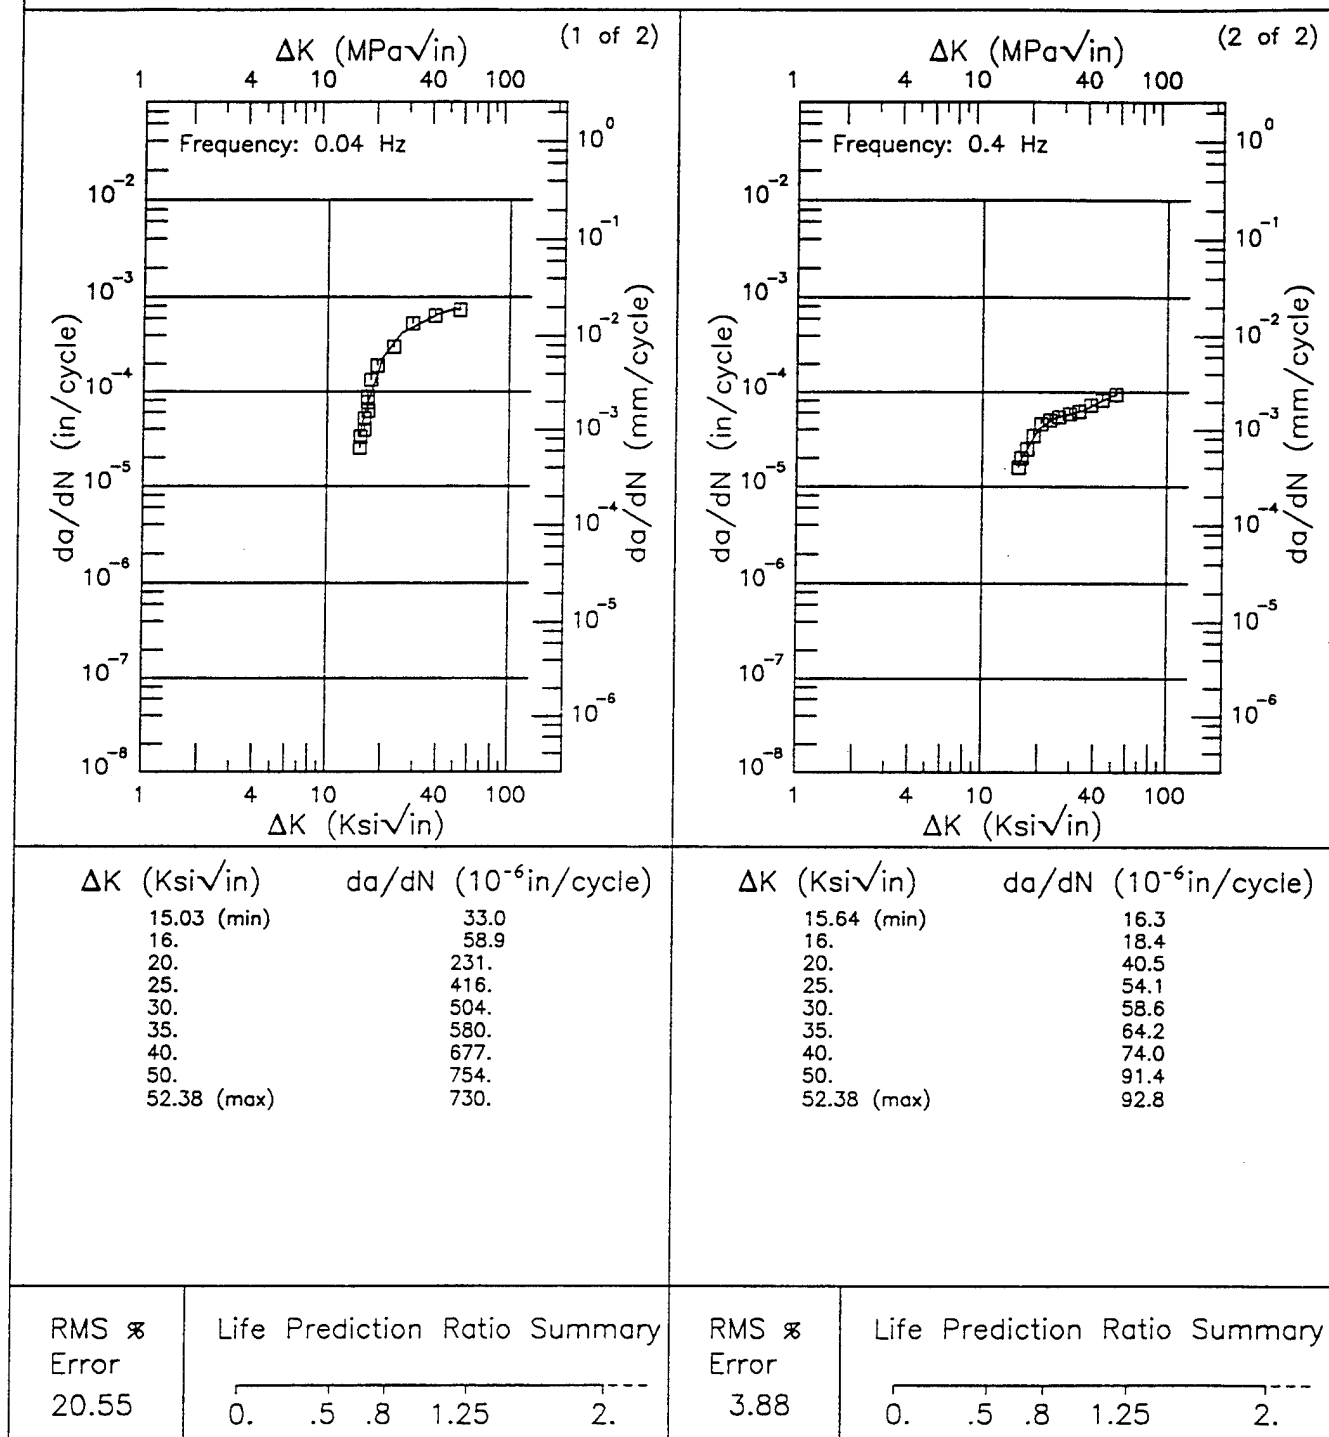 (1 of 2)
ΔK (MPa√in)
1 4 10 40 100
Frequency: 0.04 Hz
10⁰
10⁻²
10⁻¹
10⁻³
10⁻²
10⁻⁴
10⁻³
10⁻⁵
10⁻⁴
10⁻⁶
10⁻⁵
10⁻⁷
10⁻⁶
10⁻⁸
da/dN (in/cycle)
da/dN (mm/cycle)
1 4 10 40 100
ΔK (Ksi√in)
(2 of 2)
ΔK (MPa√in)
1 4 10 40 100
Frequency: 0.4 Hz
10⁰
10⁻²
10⁻¹
10⁻³
10⁻²
10⁻⁴
10⁻³
10⁻⁵
10⁻⁴
10⁻⁶
10⁻⁵
10⁻⁷
10⁻⁶
10⁻⁸
da/dN (in/cycle)
da/dN (mm/cycle)
1 4 10 40 100
ΔK (Ksi√in)
ΔK (Ksi√in) da/dN (10⁻⁶in/cycle)
15.03 (min) 33.0
16. 58.9
20. 231.
25. 416.
30. 504.
35. 580.
40. 677.
50. 754.
52.38 (max) 730.
ΔK (Ksi√in) da/dN (10⁻⁶in/cycle)
15.64 (min) 16.3
16. 18.4
20. 40.5
25. 54.1
30. 58.6
35. 64.2
40. 74.0
50. 91.4
52.38 (max) 92.8
RMS %
Error
20.55
Life Prediction Ratio Summary
0. .5 .8 1.25 2.
RMS %
Error
3.88
Life Prediction Ratio Summary
0. .5 .8 1.25 2.